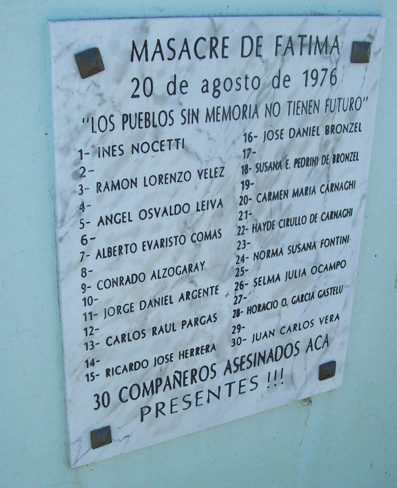 MASACRE DE FATIMA
20 de agosto de 1976
"LOS PUEBLOS SIN MEMORIA NO TIENEN FUTURO"
1- INES NOCETTI
2-
3- RAMON LORENZO VELEZ
4-
5- ANGEL OSVALDO LEIVA
6-
7- ALBERTO EVARISTO COMAS
8-
9- CONRADO ALZOGARAY
10-
11- JORGE DANIEL ARGENTE
12-
13- CARLOS RAUL PARGAS
14-
15- RICARDO JOSE HERRERA
16- JOSE DANIEL BRONZEL
17-
18- SUSANA E. PEDRINI DE BRONZEL
19-
20- CARMEN MARIA CARNAGHI
21-
22- HAYDE CIRULLO DE CARNAGHI
23-
24- NORMA SUSANA FONTINI
25-
26- SELMA JULIA OCAMPO
27-
28- HORACIO O. GARCIA GASTELU
29-
30- JUAN CARLOS VERA
30 COMPAÑEROS ASESINADOS ACA
PRESENTES !!!